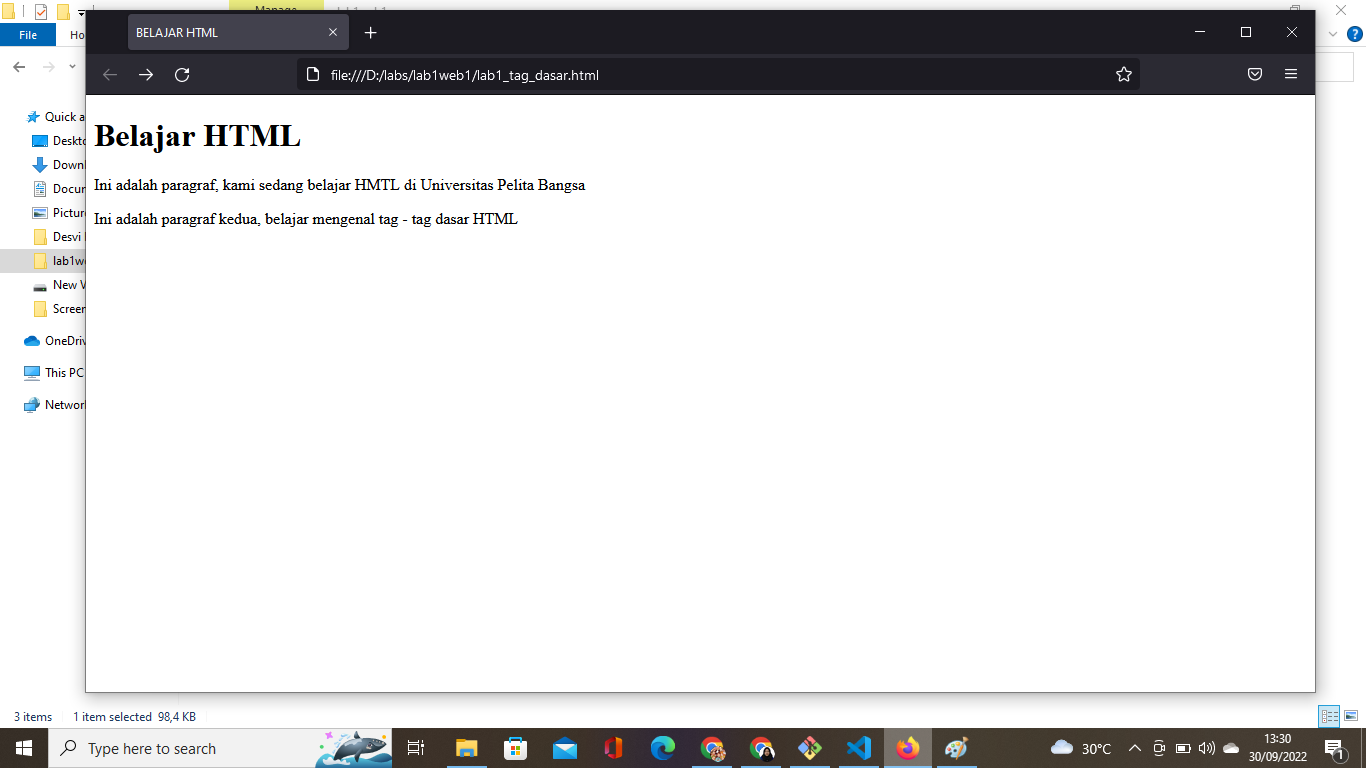 Manage
File
Ho
BELAJAR HTML
file:///D:/labs/lab1web1/lab1_tag_dasar.html
Quick a
Deskto
Downl
Docur
Picture
Desvi
lab1we
New V
Screen
OneDriv
This PC
Network
Belajar HTML
Ini adalah paragraf, kami sedang belajar HMTL di Universitas Pelita Bangsa
Ini adalah paragraf kedua, belajar mengenal tag - tag dasar HTML
3 items 1 item selected 98,4 KB
Type here to search
30°C
13:30
30/09/2022
1